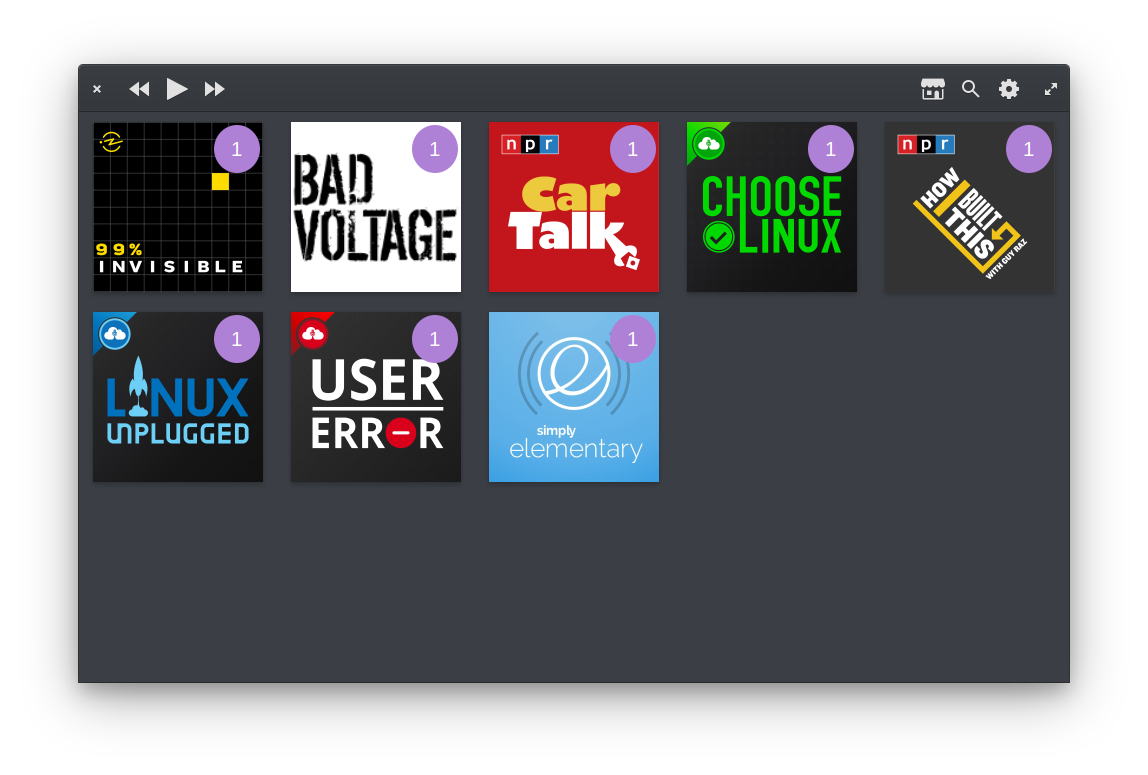 1
99%
INVISIBLE
1
BAD
VOLTAGE
1
npr
Car
Talk
1
CHOOSE
LINUX
1
npr
HOW
I BUILT
THIS
WITH GUY RAZ
1
LINUX
UNPLUGGED
1
USER
ERROR
1
simply
elementary